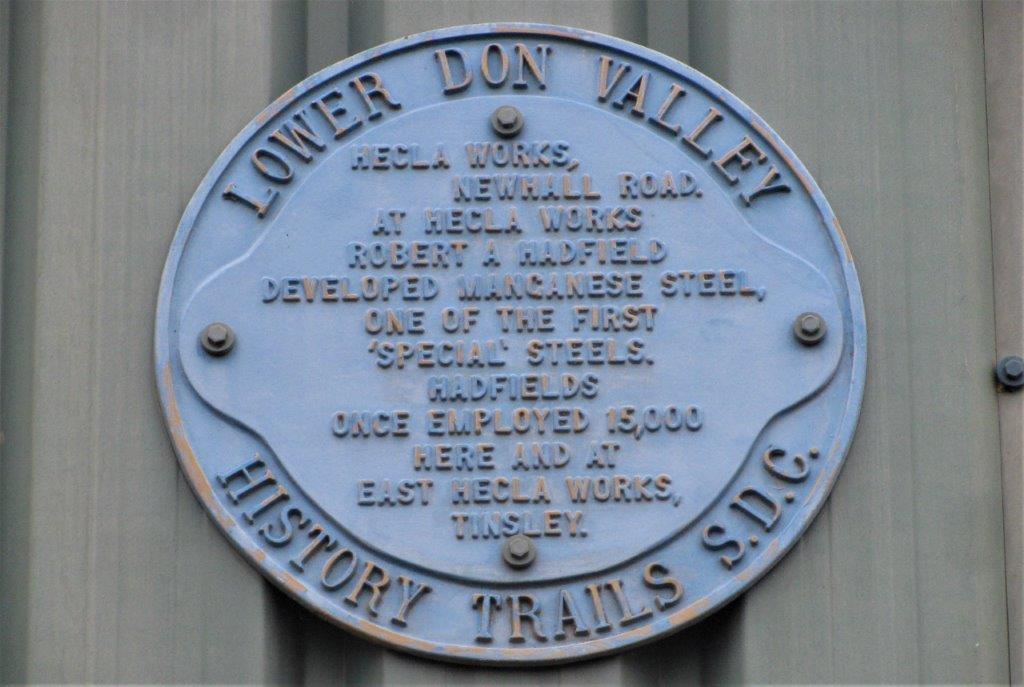 LOWER DON VALLEY
HECLA WORKS,
NEWHALL ROAD.
AT HECLA WORKS
ROBERT A HADFIELD
DEVELOPED MANGANESE STEEL,
ONE OF THE FIRST
'SPECIAL' STEELS.
HADFIELDS
ONCE EMPLOYED 15,000
HERE AND AT
EAST HECLA WORKS,
TINSLEY.
HISTORY TRAILS S.D.C.